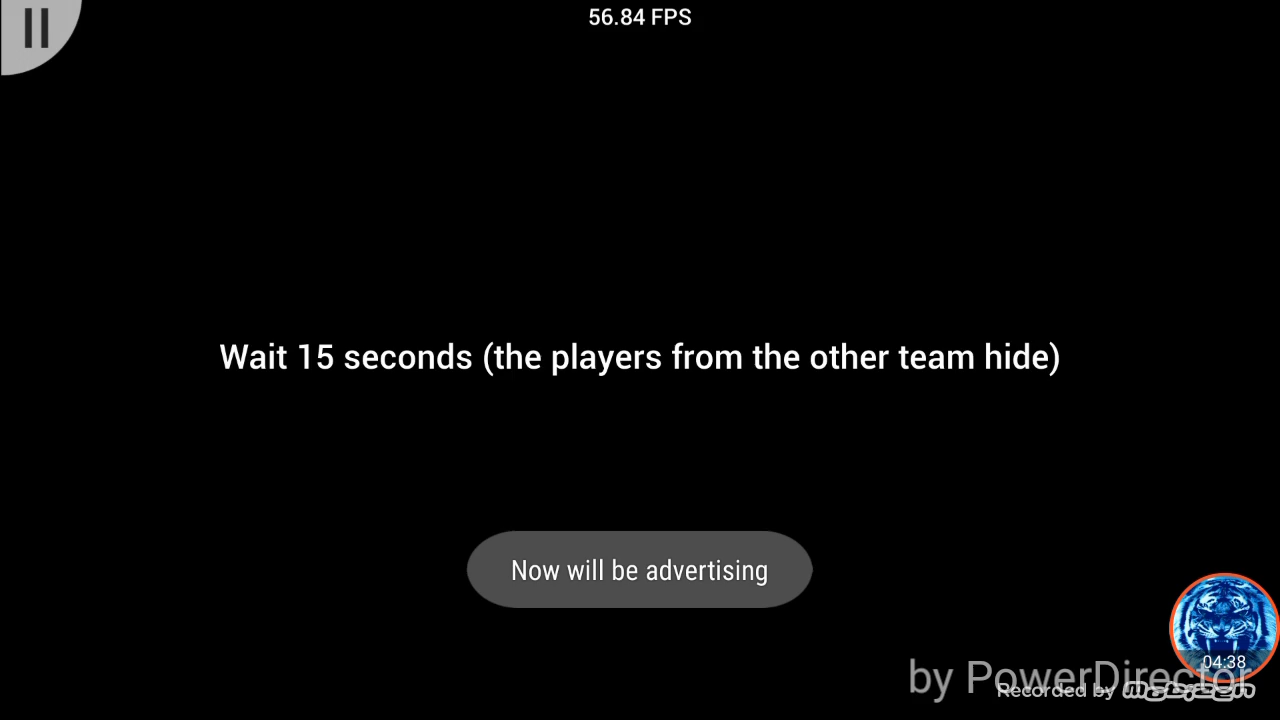 56.84 FPS
Wait 15 seconds (the players from the other team hide)
Now will be advertising
04:38
by PowerDirector
Recorded by